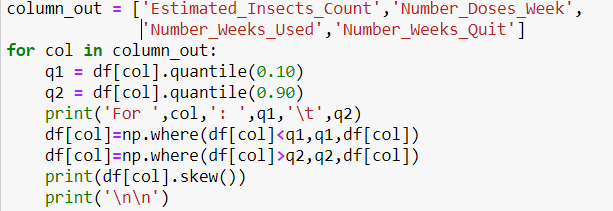 column_out = ['Estimated_Insects_Count','Number_Doses_Week',
'Number_Weeks_Used','Number_Weeks_Quit']
for col in column_out:
q1 = df[col].quantile(0.10)
q2 = df[col].quantile(0.90)
print('For ',col,': ',q1,'\t',q2)
df[col]=np.where(df[col]<q1,q1,df[col])
df[col]=np.where(df[col]>q2,q2,df[col])
print(df[col].skew())
print('\n\n')